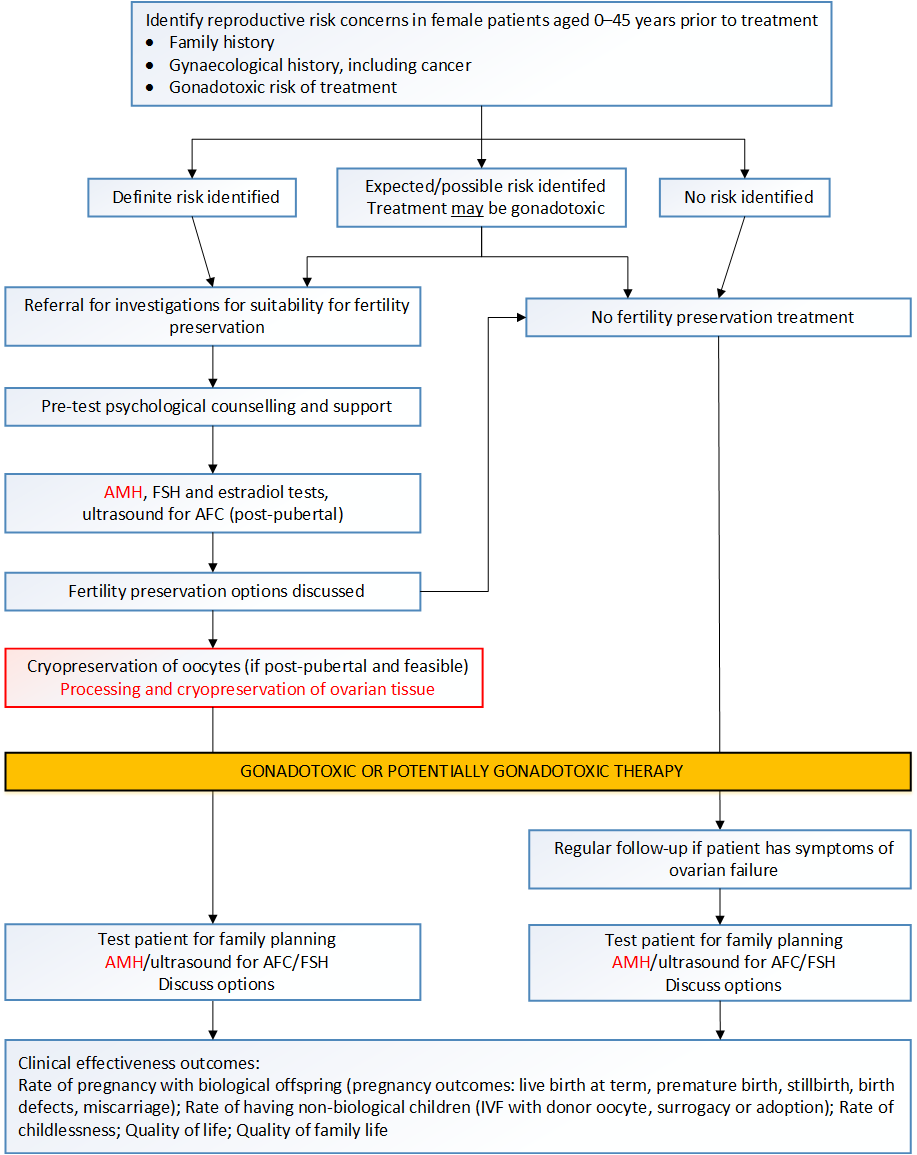 Identify reproductive risk concerns in female patients aged 0–45 years prior to treatment
• Family history
• Gynaecological history, including cancer
• Gonadotoxic risk of treatment
Definite risk identified
Expected/possible risk identifed
Treatment may be gonadotoxic
No risk identified
Referral for investigations for suitability for fertility
preservation
No fertility preservation treatment
Pre-test psychological counselling and support
AMH, FSH and estradiol tests,
ultrasound for AFC (post-pubertal)
Fertility preservation options discussed
Cryopreservation of oocytes (if post-pubertal and feasible)
Processing and cryopreservation of ovarian tissue
GONADOTOXIC OR POTENTIALLY GONADOTOXIC THERAPY
Regular follow-up if patient has symptoms of
ovarian failure
Test patient for family planning
AMH/ultrasound for AFC/FSH
Discuss options
Test patient for family planning
AMH/ultrasound for AFC/FSH
Discuss options
Clinical effectiveness outcomes:
Rate of pregnancy with biological offspring (pregnancy outcomes: live birth at term, premature birth, stillbirth, birth
defects, miscarriage); Rate of having non-biological children (IVF with donor oocyte, surrogacy or adoption); Rate of
childlessness; Quality of life; Quality of family life